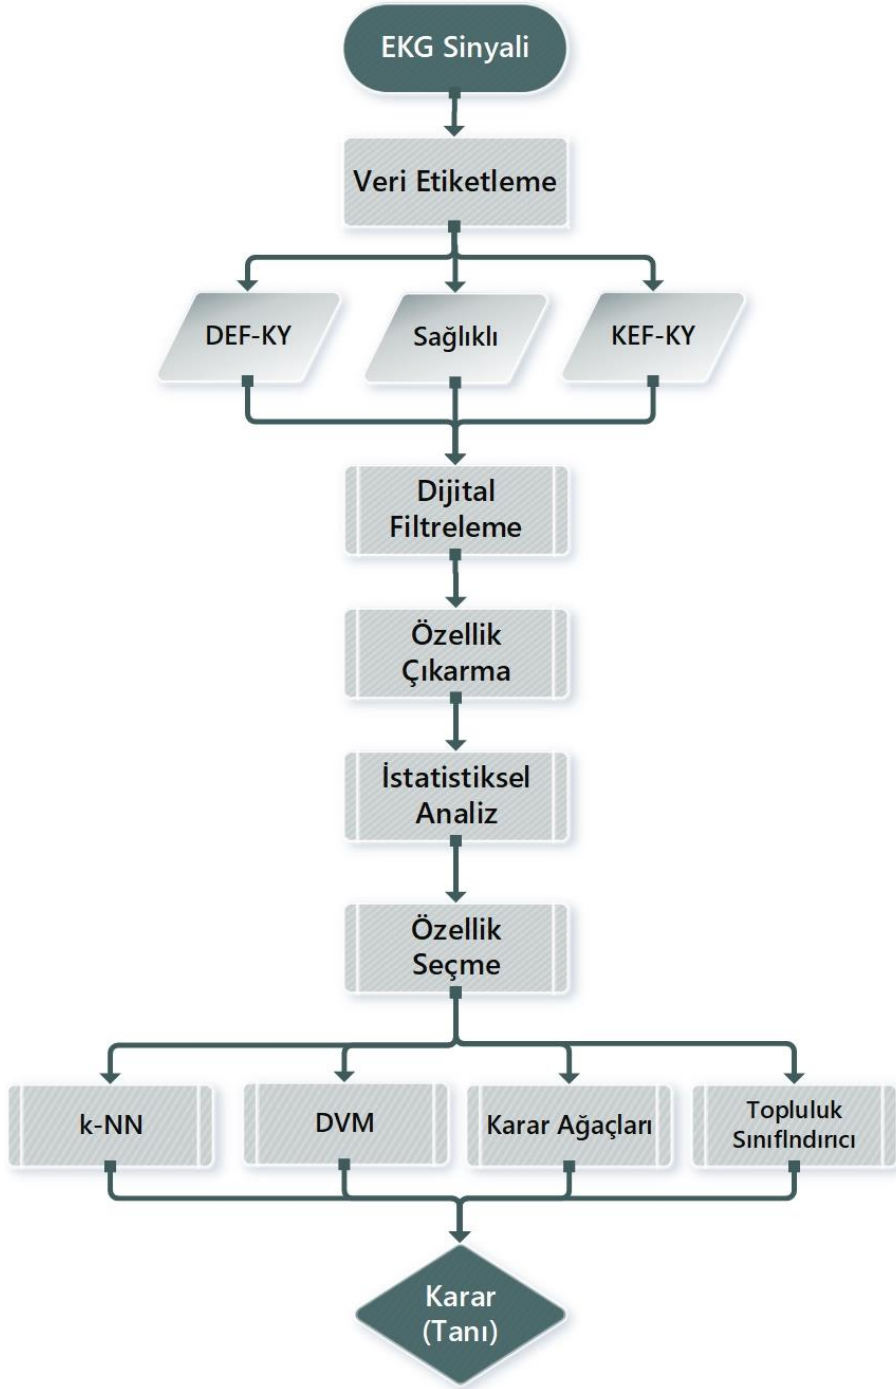 EKG Sinyali
Veri Etiketleme
DEF-KY
Sağlıklı
KEF-KY
Dijital
Filtreleme
Özellik
Çıkarma
İstatistiksel
Analiz
Özellik
Seçme
k-NN
DVM
Karar Ağaçları
Topluluk
Sınıflndırıcı
Karar
(Tanı)